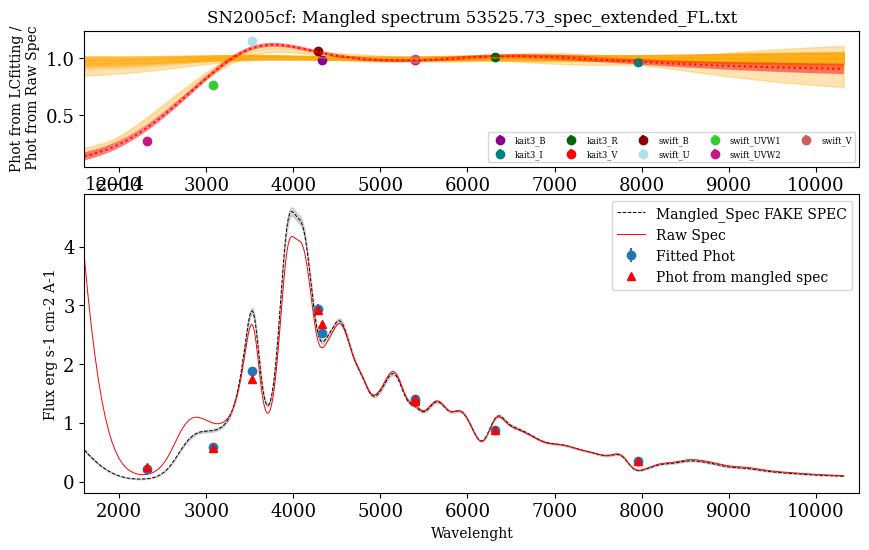 SN2005cf: Mangled spectrum 53525.73_spec_extended_FL.txt
Phot from LCfitting /
Phot from Raw Spec
1.0
0.5
kait3_B
kait3_R
swift_B
swift_UVW1
swift_V
kait3_I
kait3_V
swift_U
swift_UVW2
2000 3000 4000 5000 6000 7000 8000 9000 10000
1e−14
Flux erg s-1 cm-2 A-1
4
3
2
1
0
Mangled_Spec FAKE SPEC
Raw Spec
Fitted Phot
Phot from mangled spec
2000 3000 4000 5000 6000 7000 8000 9000 10000
Wavelenght